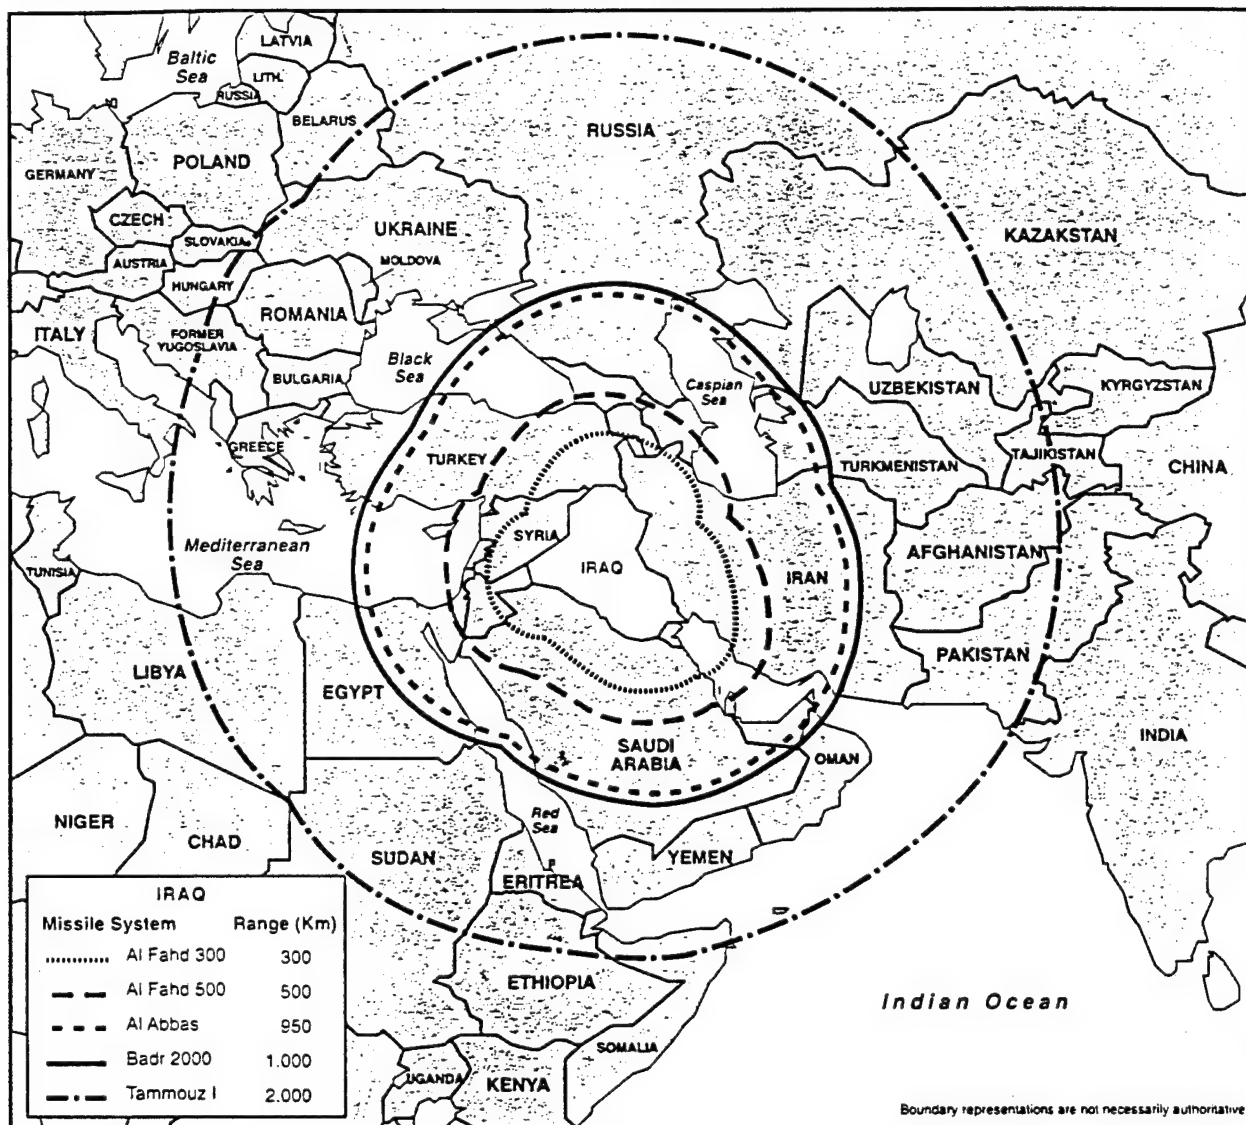 LATVIA
Baltic
Sea
LITH.
RUSSIA
BELARUS
RUSSIA
POLAND
GERMANY
CZECH
UKRAINE
KAZAKSTAN
SLOVAKIA
AUSTRIA
MOLDOVA
HUNGARY
ROMANIA
ITALY
FORMER
YUGOSLAVIA
Black
Sea
BULGARIA
Caspian
Sea
UZBEKISTAN
KYRGYZSTAN
GREECE
TURKEY
TURKMENISTAN
TAJIKISTAN
CHINA
SYRIA
Mediterranean
Sea
AFGHANISTAN
TUNISIA
IRAQ
IRAN
PAKISTAN
LIBYA
EGYPT
INDIA
SAUDI
ARABIA
OMAN
NIGER
CHAD
Red
Sea
SUDAN
YEMEN
ERITREA
ETHIOPIA
Indian Ocean
SOMALIA
UGANDA
KENYA
IRAQ
Missile System Range (Km)
Al Fahd 300 300
Al Fahd 500 500
Al Abbas 950
Badr 2000 1.000
Tammouz I 2.000
Boundary representations are not necessarily authoritative